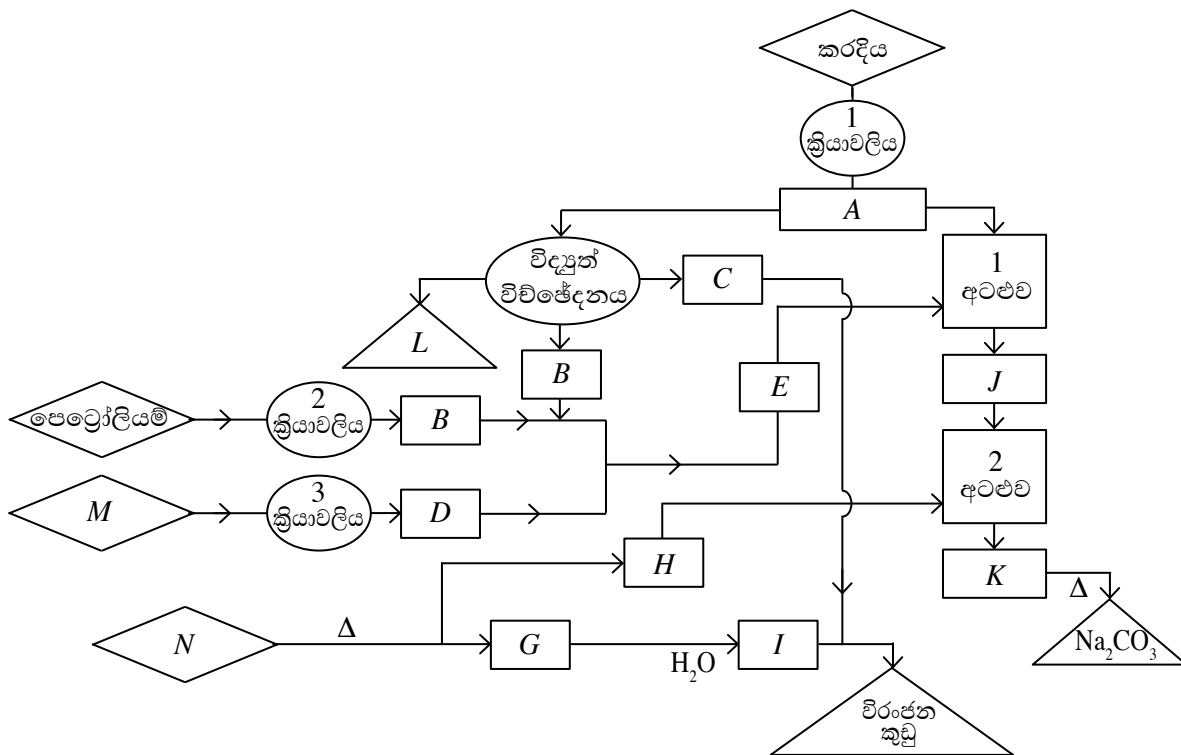 කරදිය
1
ක්‍රියාවලිය
A
විද්‍යුත්
විච්ඡේදනය
C
1
අටළුව
L
B
E
J
පෙට්‍රෝලියම්
2
ක්‍රියාවලිය
B
2
අටළුව
M
3
ක්‍රියාවලිය
D
H
K
Δ
Na₂CO₃
N
Δ
G
H₂O
I
විරංජන
කුඩු